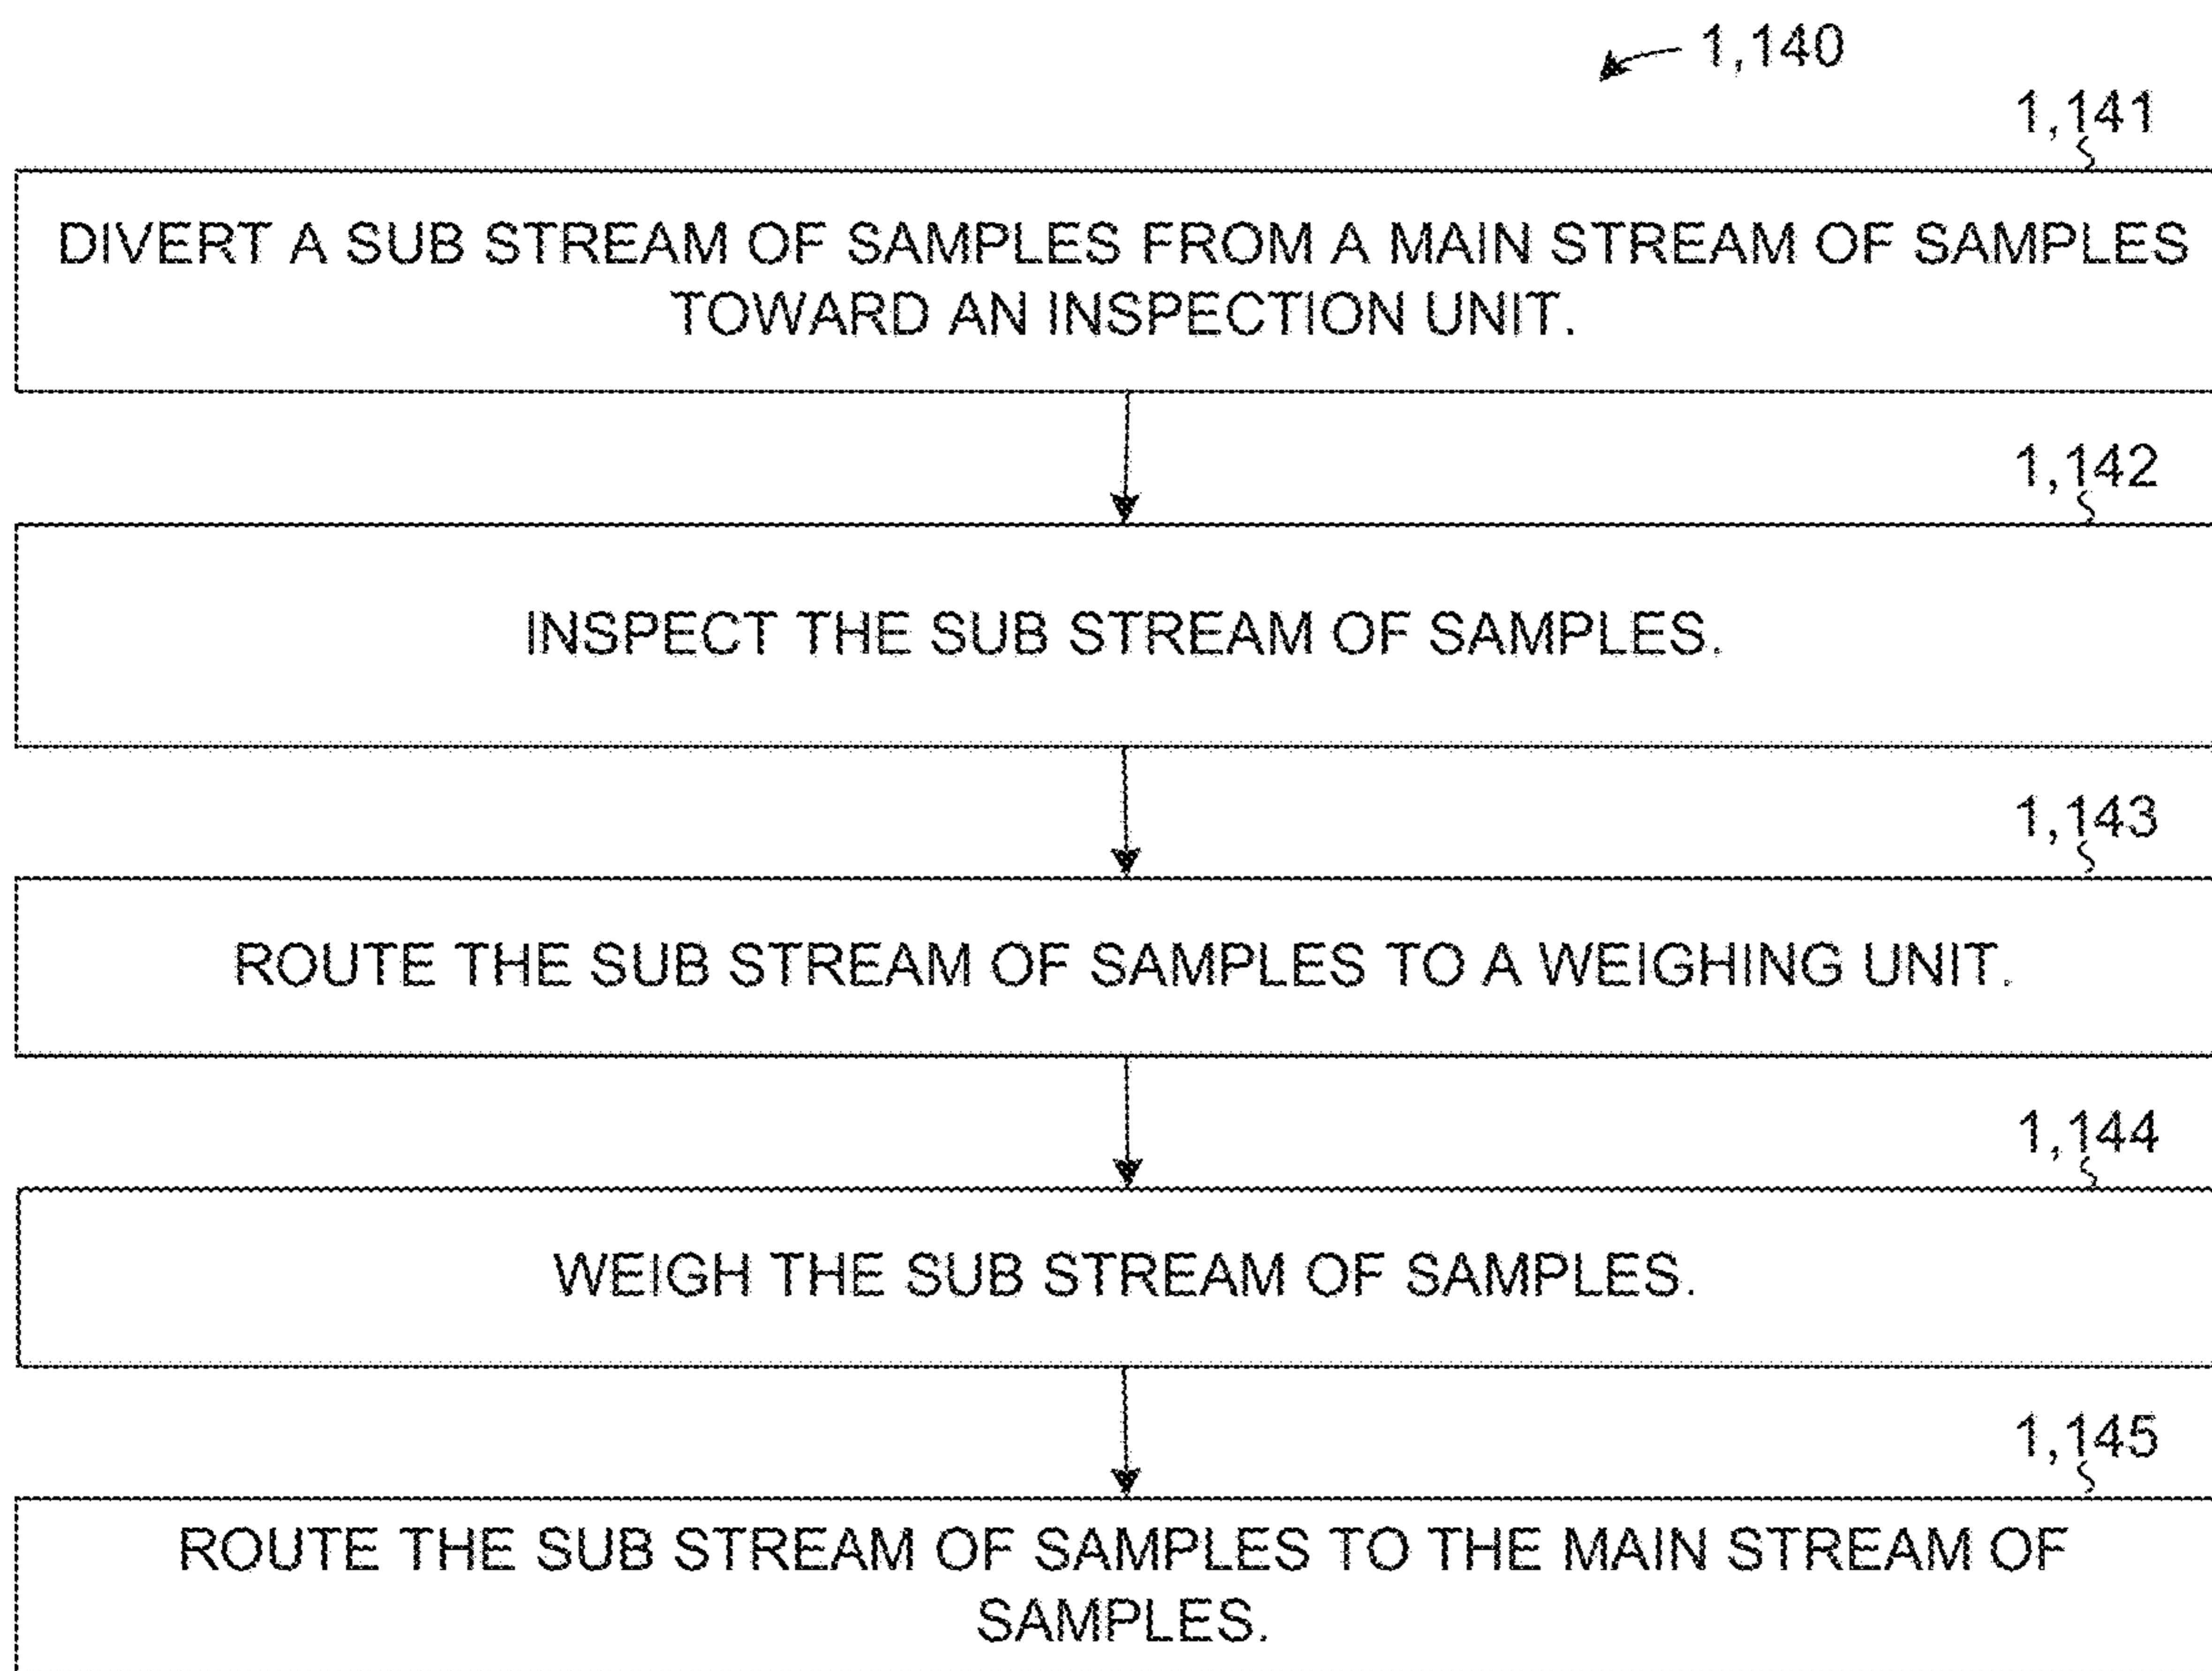 1,140
1,141
DIVERT A SUB STREAM OF SAMPLES FROM A MAIN STREAM OF SAMPLES
TOWARD AN INSPECTION UNIT.
1,142
INSPECT THE SUB STREAM OF SAMPLES.
1,143
ROUTE THE SUB STREAM OF SAMPLES TO A WEIGHING UNIT.
1,144
WEIGH THE SUB STREAM OF SAMPLES.
1,145
ROUTE THE SUB STREAM OF SAMPLES TO THE MAIN STREAM OF
SAMPLES.